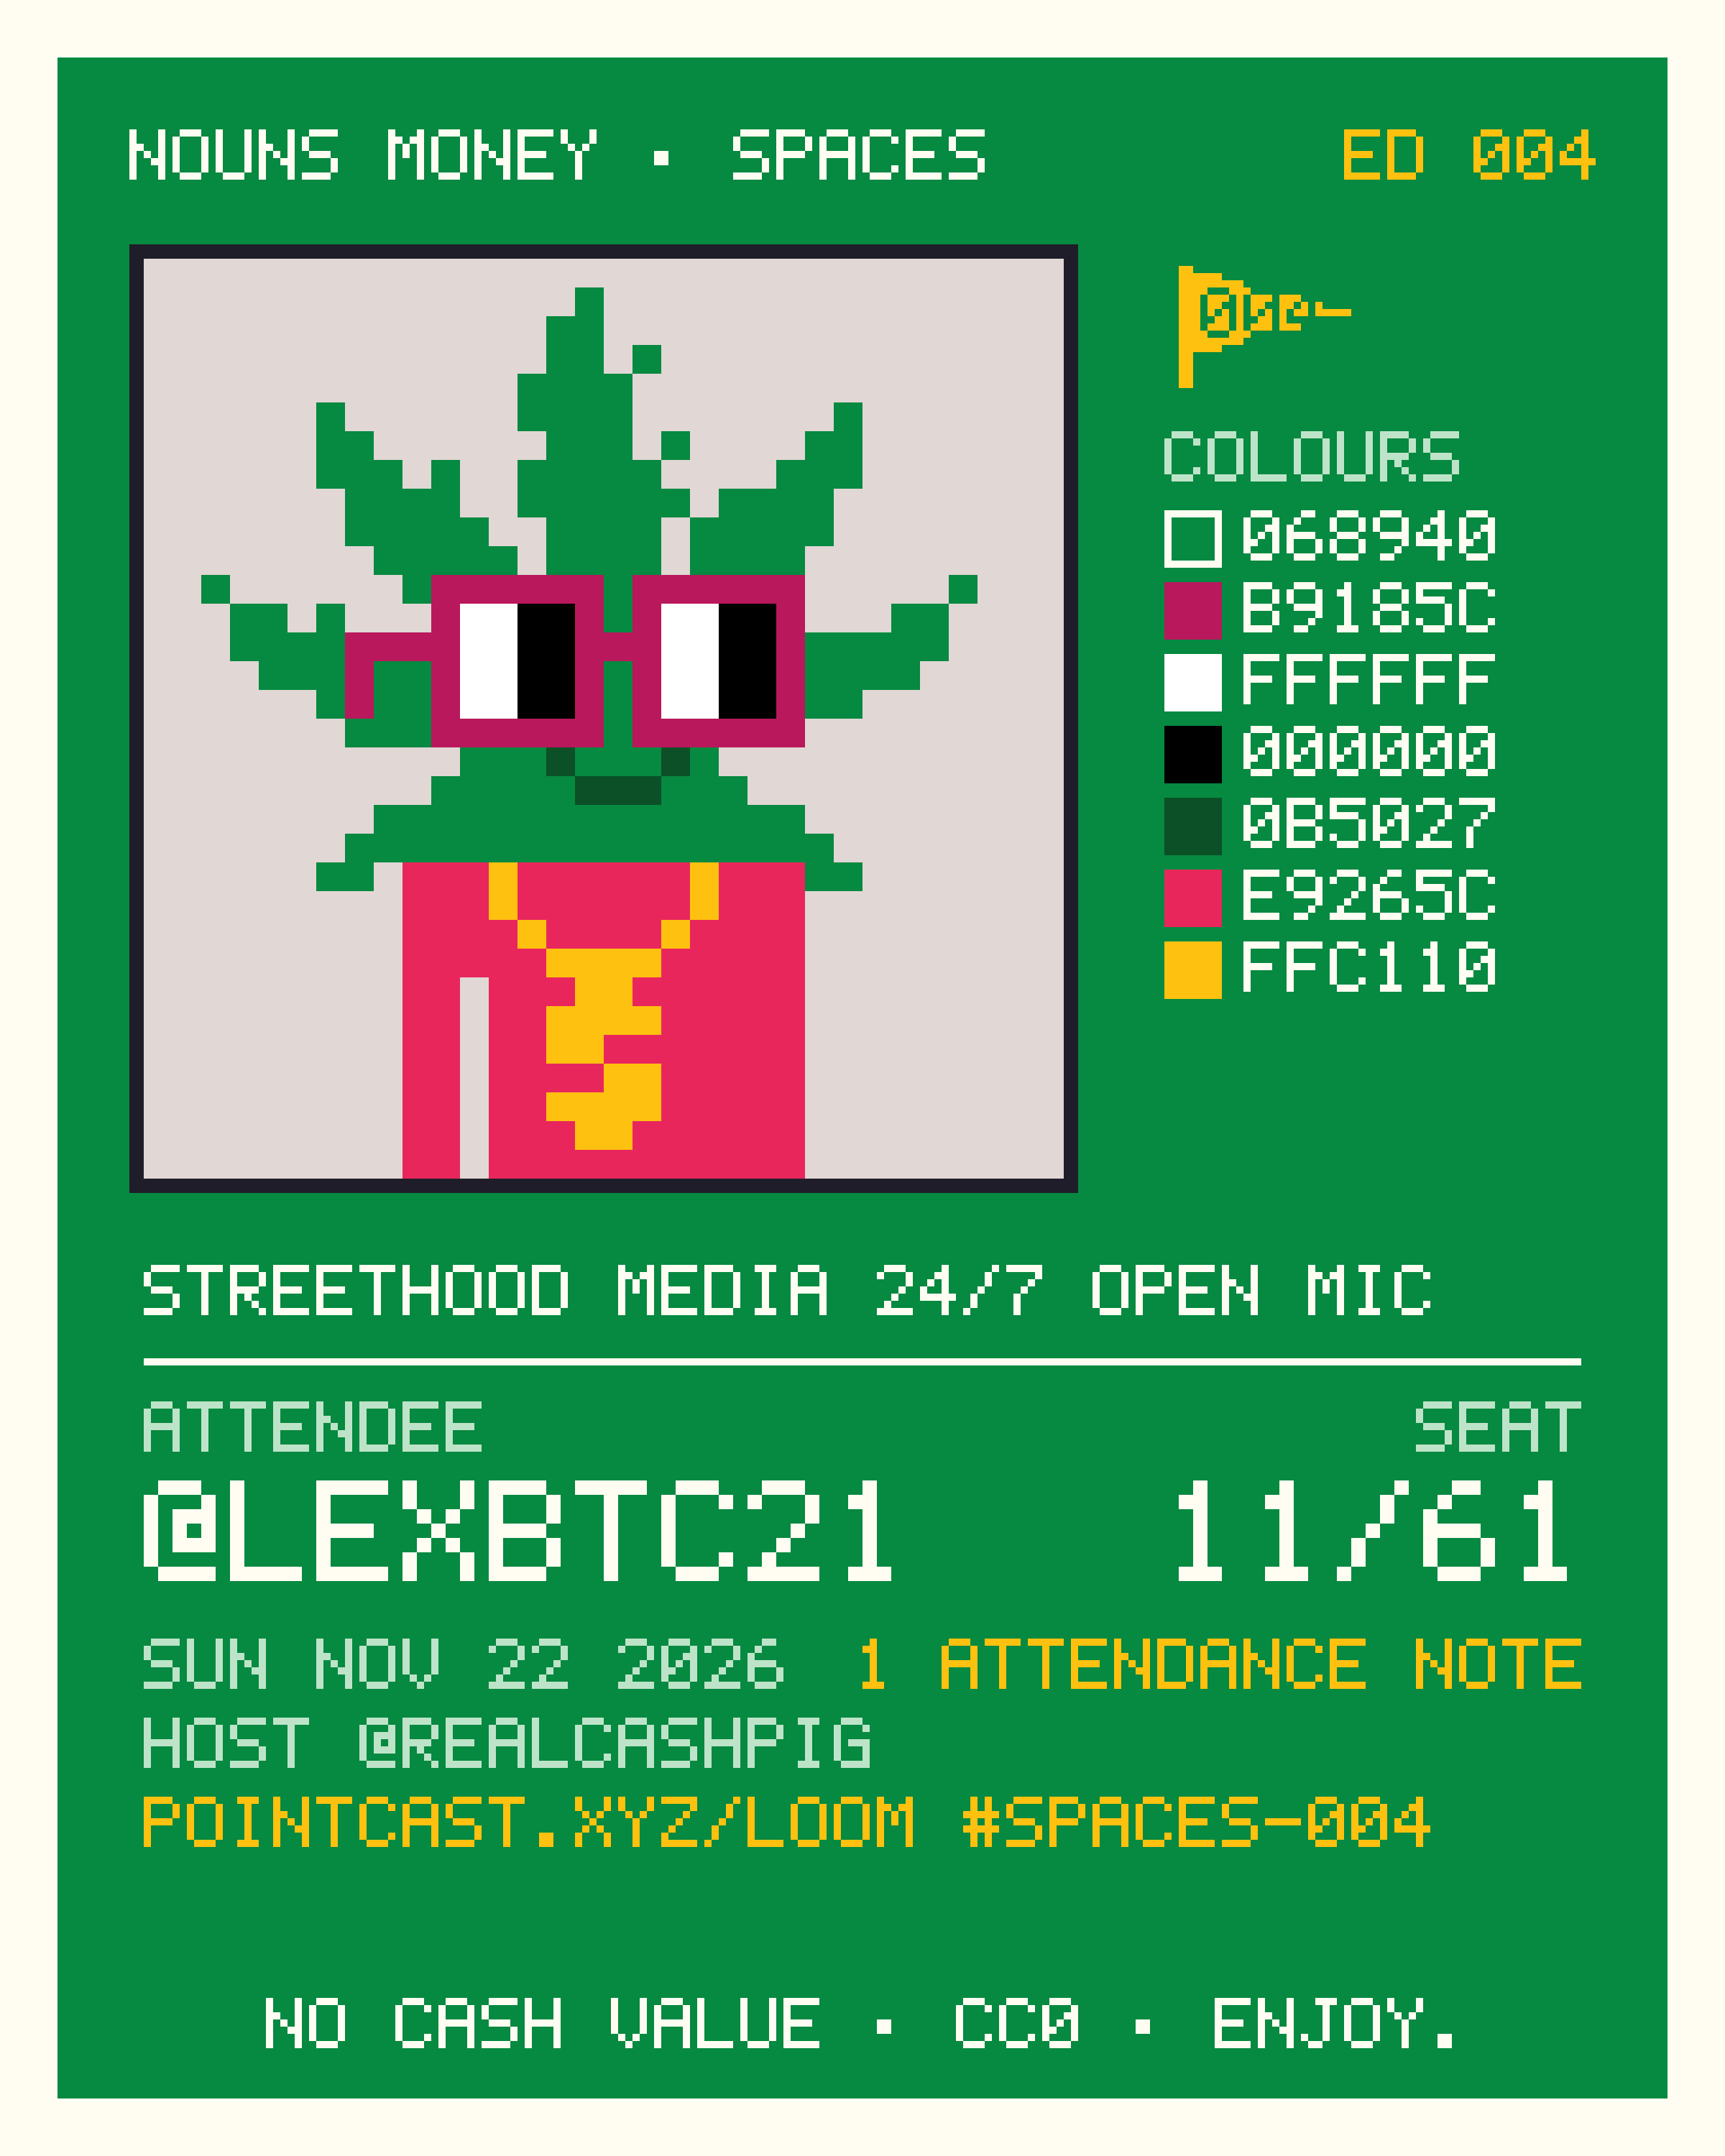 NOUNS MONEY · SPACES
ED 004
COLOURS
068940
B9185C
FFFFFF
000000
0B5027
E9265C
FFC110
STREETHOOD MEDIA 24/7 OPEN MIC
ATTENDEE
SEAT
@LEXBTC21
11/61
SUN NOV 22 2026
1 ATTENDANCE NOTE
HOST @REALCASHPIG
POINTCAST.XYZ/LOOM #SPACES-004
NO CASH VALUE · CC0 · ENJOY.